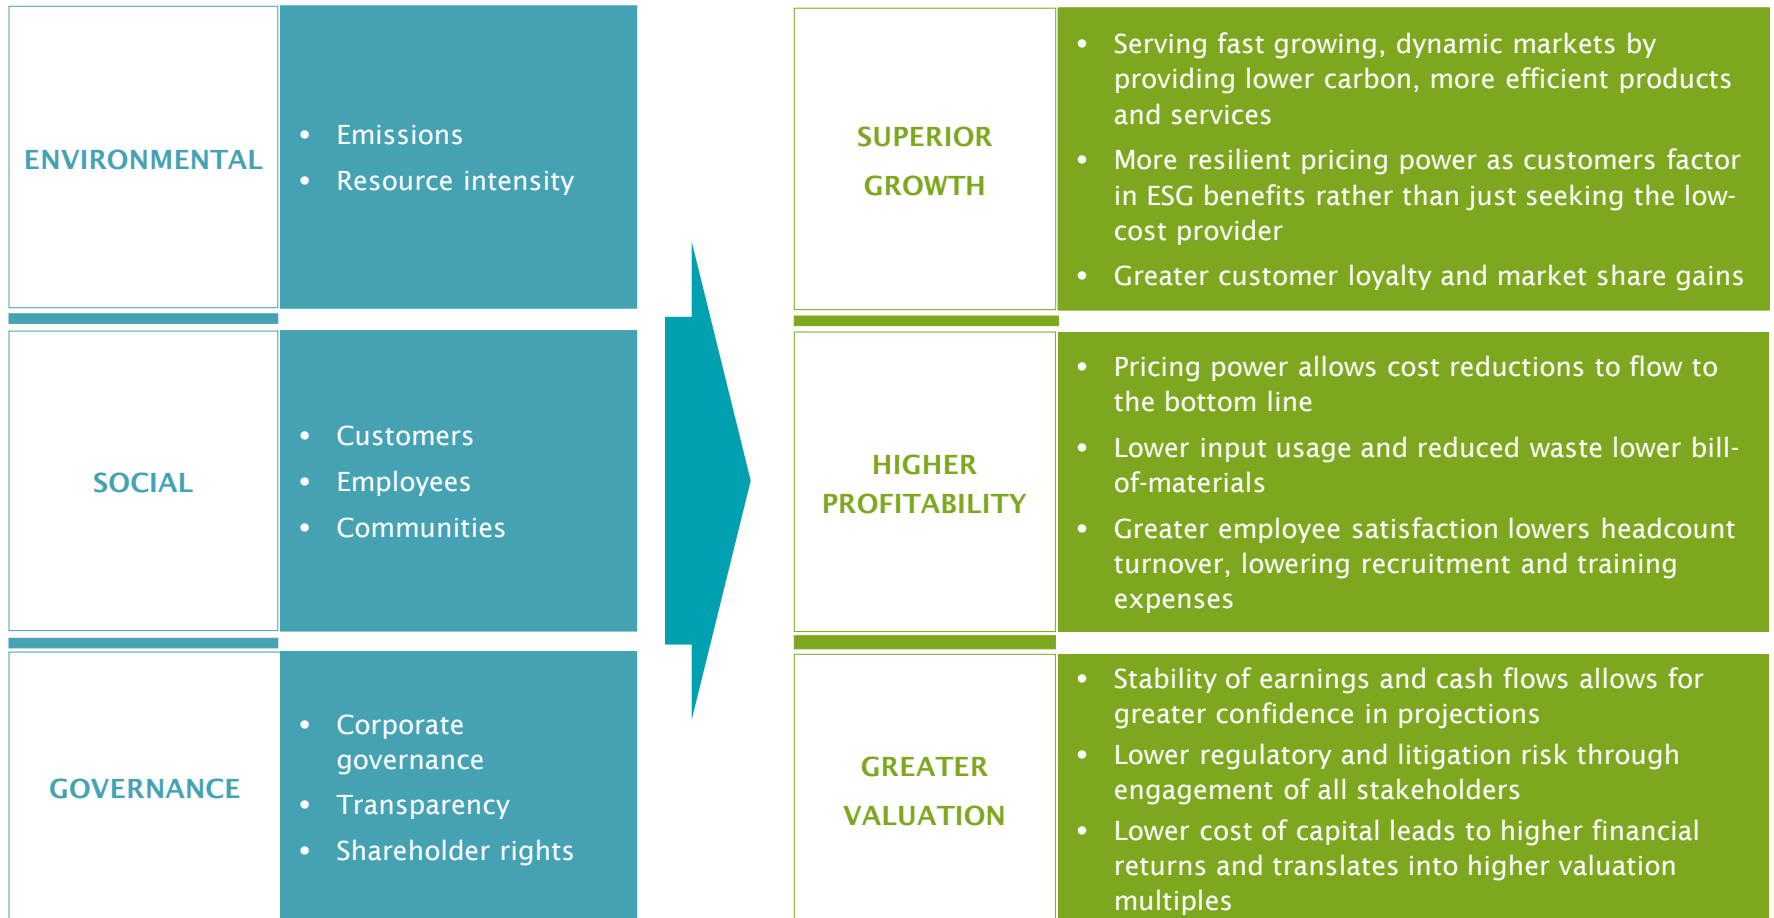 ENVIRONMENTAL
• Emissions
• Resource intensity
SOCIAL
• Customers
• Employees
• Communities
GOVERNANCE
• Corporate
governance
• Transparency
• Shareholder rights
SUPERIOR
GROWTH
• Serving fast growing, dynamic markets by
providing lower carbon, more efficient products
and services
• More resilient pricing power as customers factor
in ESG benefits rather than just seeking the low-
cost provider
• Greater customer loyalty and market share gains
HIGHER
PROFITABILITY
• Pricing power allows cost reductions to flow to
the bottom line
• Lower input usage and reduced waste lower bill-
of-materials
• Greater employee satisfaction lowers headcount
turnover, lowering recruitment and training
expenses
GREATER
VALUATION
• Stability of earnings and cash flows allows for
greater confidence in projections
• Lower regulatory and litigation risk through
engagement of all stakeholders
• Lower cost of capital leads to higher financial
returns and translates into higher valuation
multiples